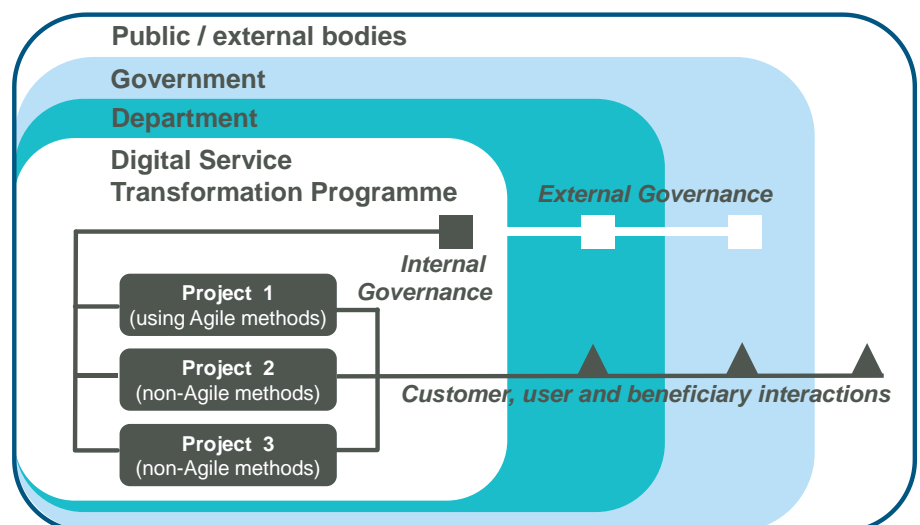 Public / external bodies
Government
Department
Digital Service
Transformation Programme
External Governance
Internal
Governance
Project 1
(using Agile methods)
Project 2
(non-Agile methods)
Customer, user and beneficiary interactions
Project 3
(non-Agile methods)